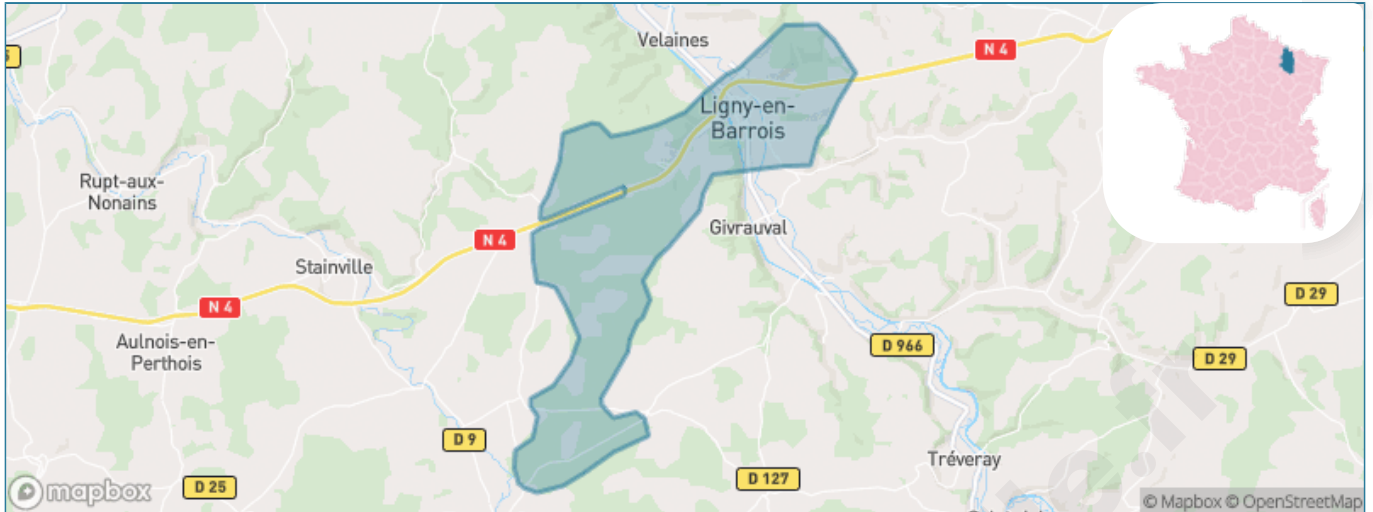 Velaines
N 4
5
Ligny-en-
Barrois
Rupt-aux-
Nonains
Givrauval
N 4
Stainville
D 29
N 4
Aulnois-en-
Perthois
D 966
D 29
D 9
Tréveray
D 127
D 25
mapbox
© Mapbox © OpenStreetMap